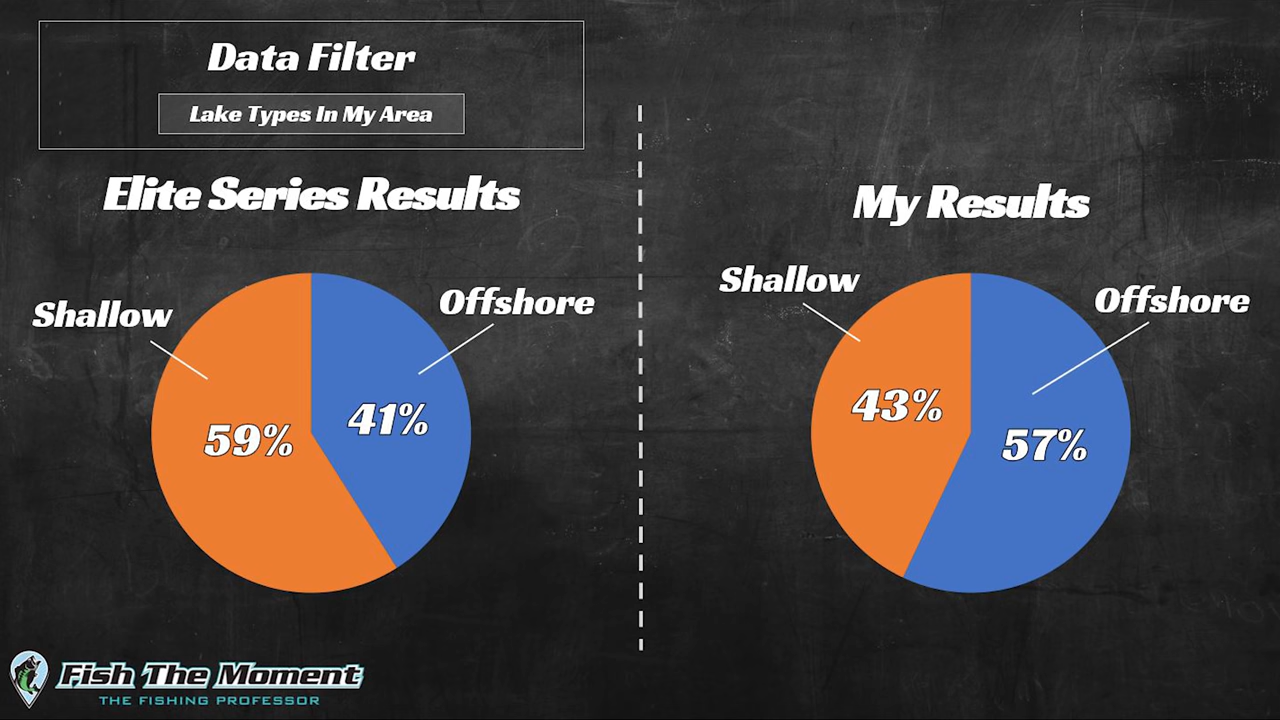 Data Filter
Lake Types In My Area
Elite Series Results
Shallow
Offshore
59%
41%
My Results
Shallow
Offshore
43%
57%
Fish The Moment
THE FISHING PROFESSOR